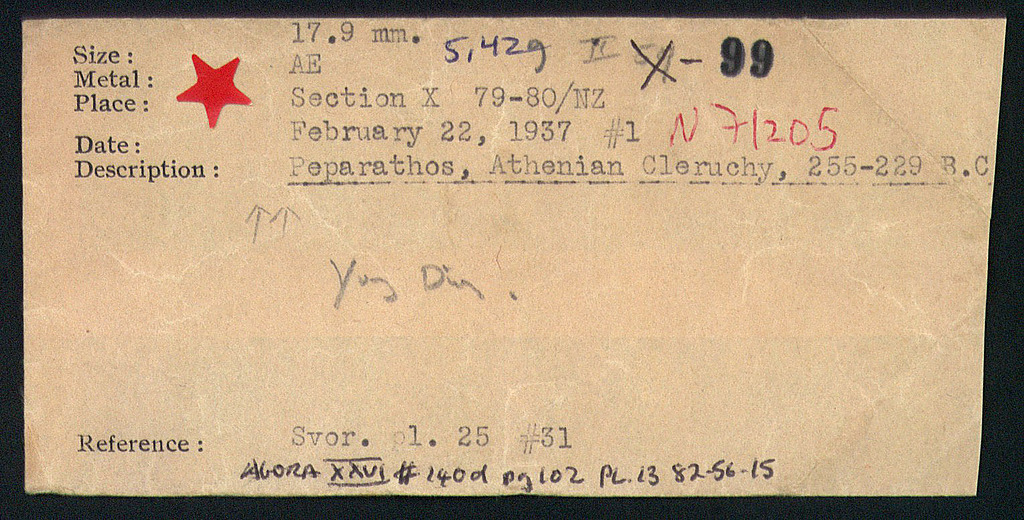 Size: 17.9 mm. 5,42g X- 99
Metal: AE
Place: Section X 79-80/NZ
Date: February 22, 1937 #1 N 71205
Description: Peparathos, Athenian Cleruchy, 255-229 B.C
↑↑
Reference: Svor. pl. 25 #31
AGORA XXVI # 140d pg 102 PL.13 82-56-15